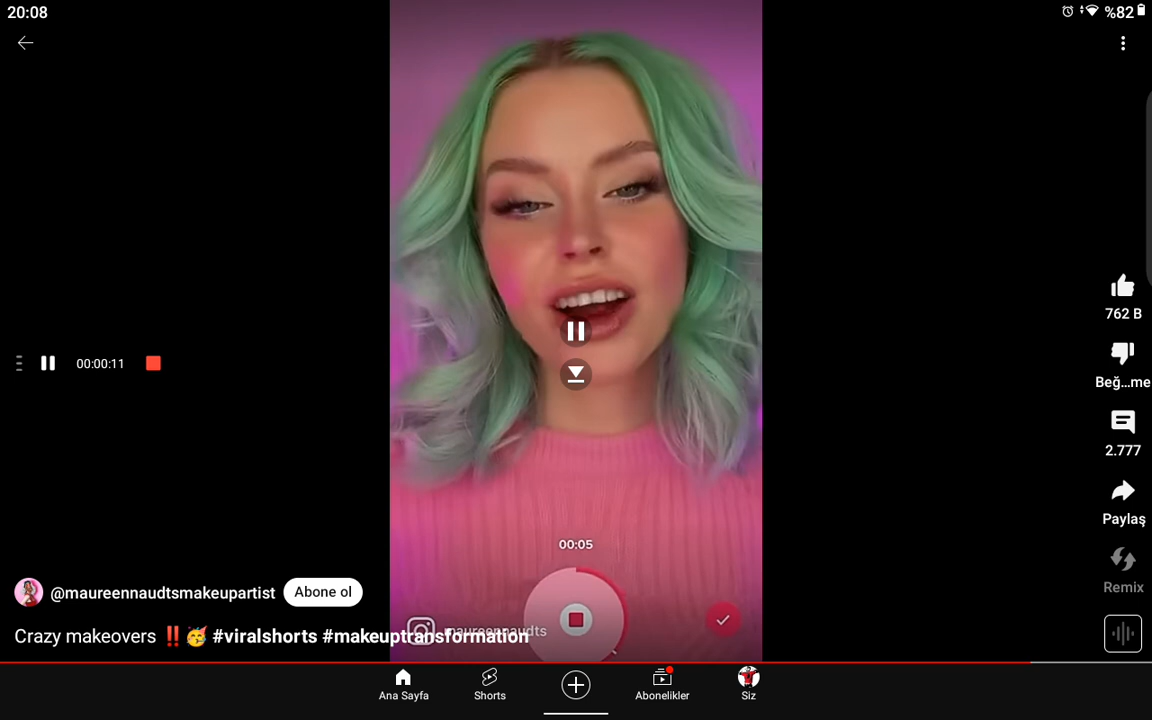 20:08
%82
762 B
Beğ...me
00:00:11
2.777
Paylaş
00:05
Remix
@maureennaudtsmakeupartist
Abone ol
maureennaudts
Crazy makeovers ‼️🥳 #viralshorts #makeuptransformation
Ana Sayfa
Shorts
Abonelikler
Siz